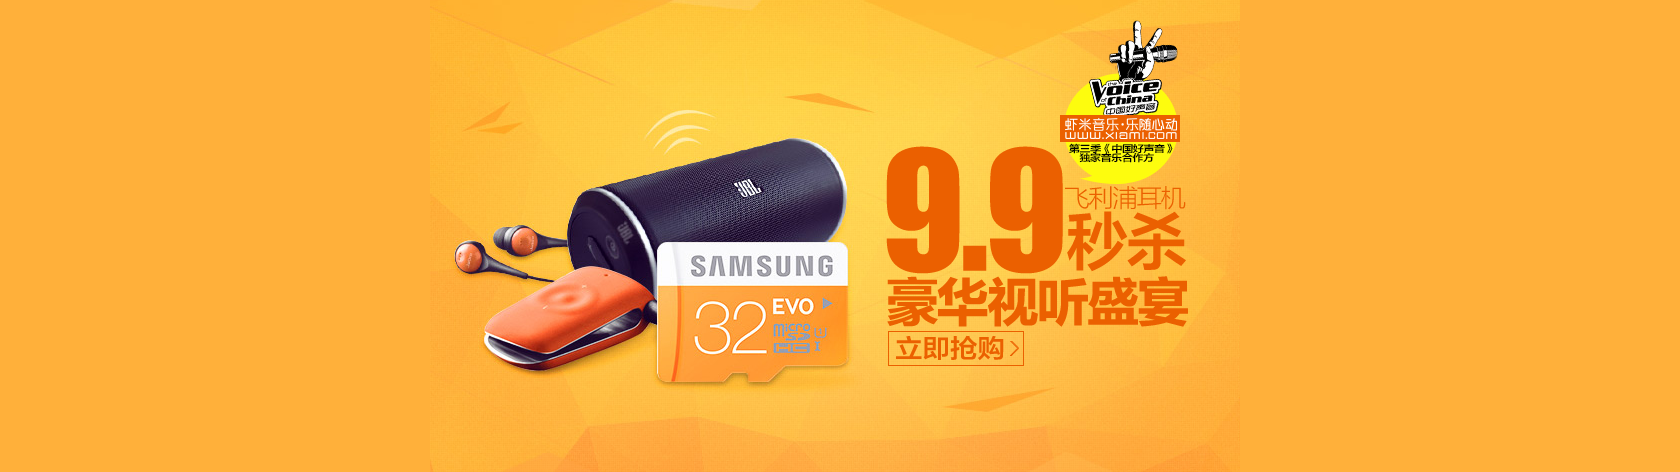 the
Voice
of China
中国好声音
虾米音乐·乐随心动
www.xiami.com
第三季《中国好声音》
独家音乐合作方
9.9
飞利浦耳机
秒杀
豪华视听盛宴
立即抢购
JBL
JBL
SAMSUNG
32
EVO
micro
SD
HC I